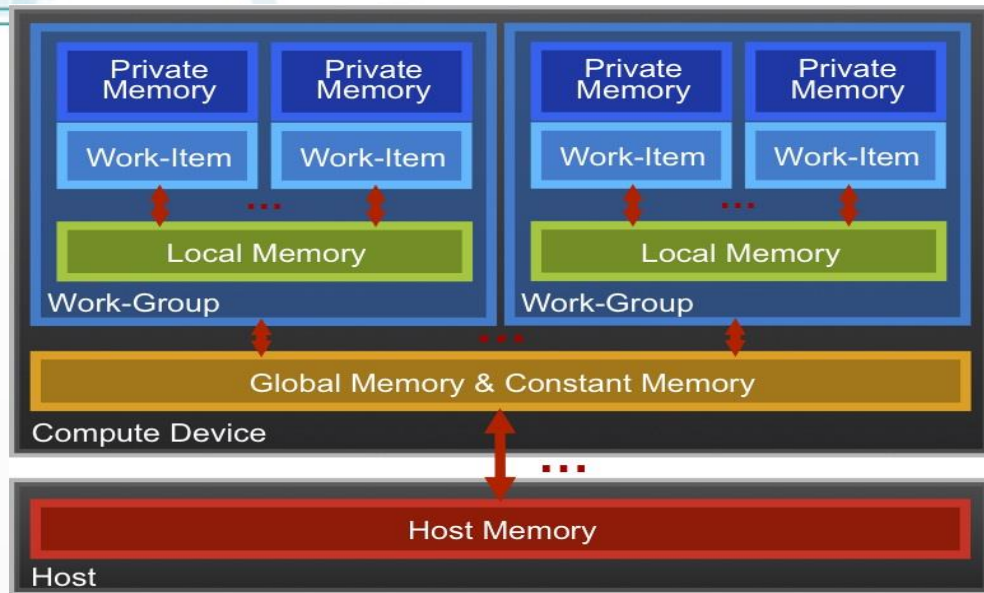 Private Memory
Private Memory
Private Memory
Private Memory
Work-Item
Work-Item
Work-Item
Work-Item
...
...
Local Memory
Local Memory
Work-Group
Work-Group
...
Global Memory & Constant Memory
Compute Device
...
Host Memory
Host